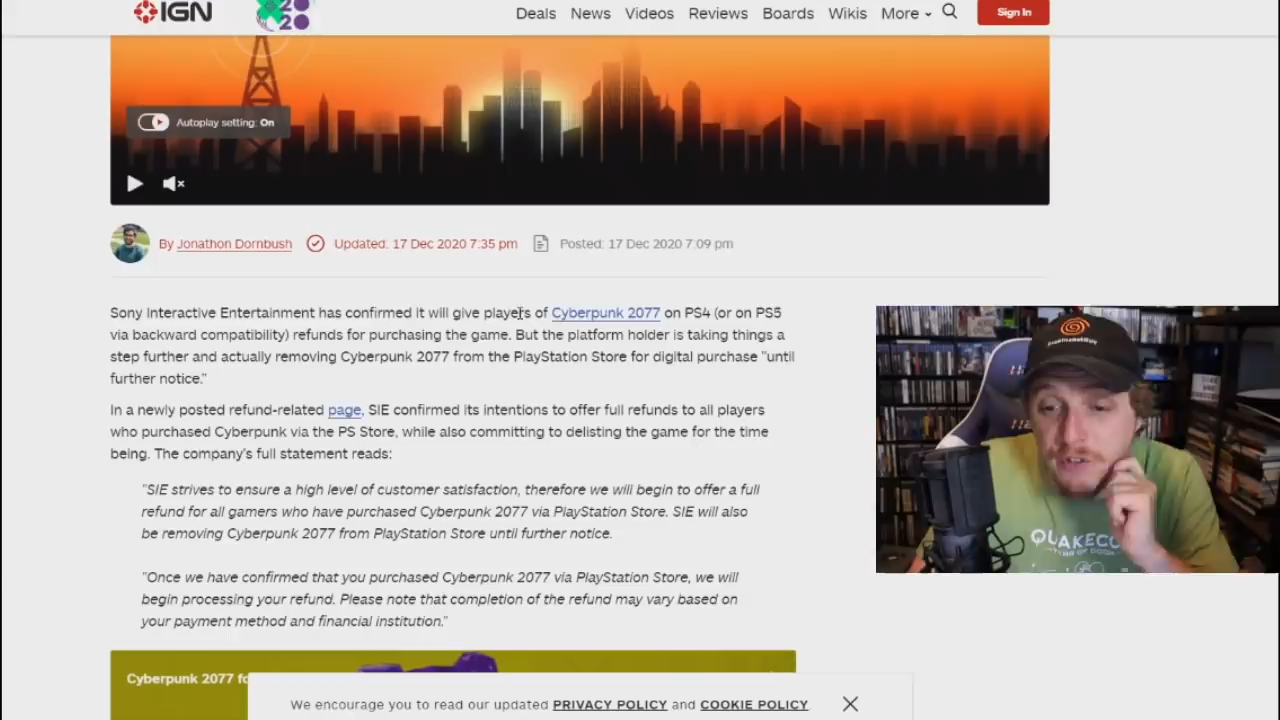 IGN
2020
Deals News Videos Reviews Boards Wikis More Sign In
Autoplay setting: On
By Jonathon Dornbush Updated: 17 Dec 2020 7:35 pm Posted: 17 Dec 2020 7:09 pm
Sony Interactive Entertainment has confirmed it will give players of Cyberpunk 2077 on PS4 (or on PS5
via backward compatibility) refunds for purchasing the game. But the platform holder is taking things a
step further and actually removing Cyberpunk 2077 from the PlayStation Store for digital purchase "until
further notice."
In a newly posted refund-related page, SIE confirmed its intentions to offer full refunds to all players
who purchased Cyberpunk via the PS Store, while also committing to delisting the game for the time
being. The company's full statement reads:
"SIE strives to ensure a high level of customer satisfaction, therefore we will begin to offer a full
refund for all gamers who have purchased Cyberpunk 2077 via PlayStation Store. SIE will also
be removing Cyberpunk 2077 from PlayStation Store until further notice.
"Once we have confirmed that you purchased Cyberpunk 2077 via PlayStation Store, we will
begin processing your refund. Please note that completion of the refund may vary based on
your payment method and financial institution."
Cyberpunk 2077 fo
We encourage you to read our updated PRIVACY POLICY and COOKIE POLICY
QUAKECO